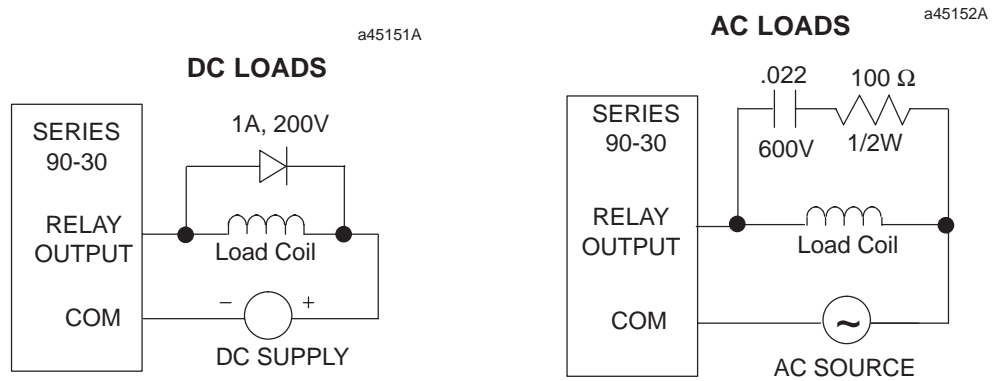 a45151A
DC LOADS
SERIES
90-30
1A, 200V
RELAY
OUTPUT
Load Coil
COM
− +
DC SUPPLY
a45152A
AC LOADS
SERIES
90-30
.022
100 Ω
600V
1/2W
RELAY
OUTPUT
Load Coil
COM
~
AC SOURCE